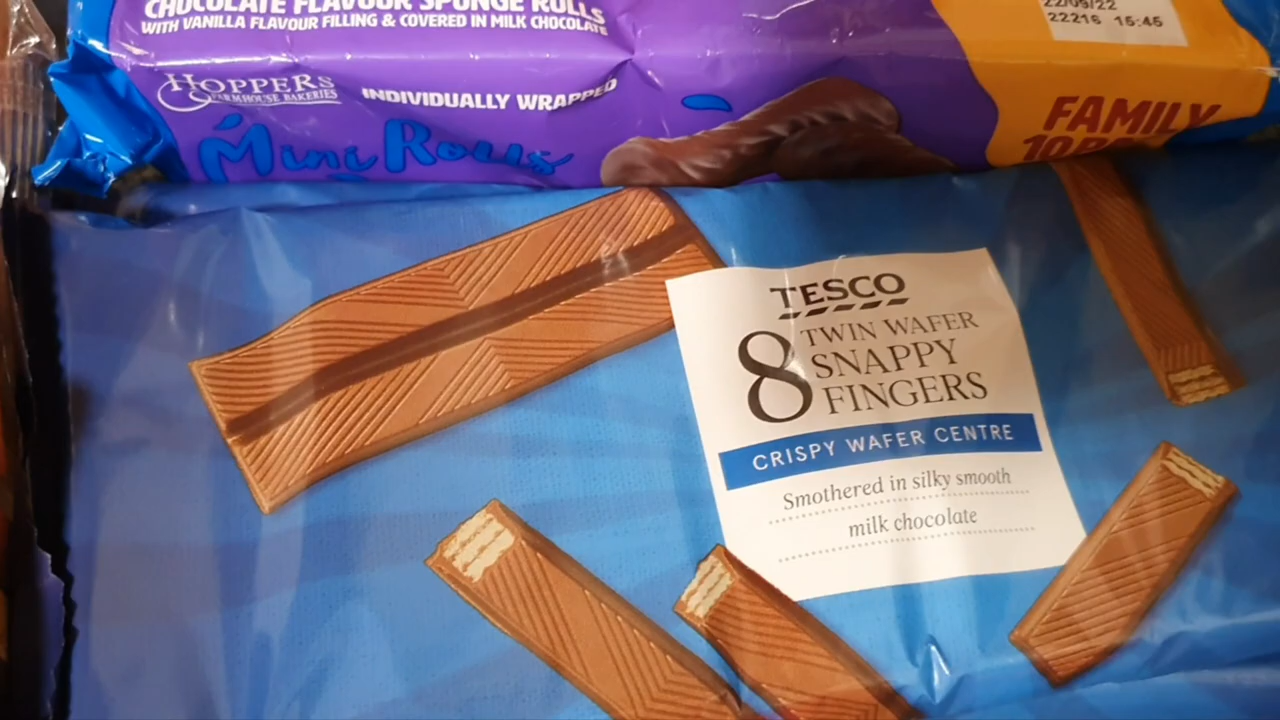 CHOCOLATE FLAVOUR SPONGE ROLLS
WITH VANILLA FLAVOUR FILLING & COVERED IN MILK CHOCOLATE
22/09/22
22216 15:45
HOPPERS
FARMHOUSE BAKERIES
INDIVIDUALLY WRAPPED
Mini Rolls
FAMILY
TESCO
8 TWIN WAFER
SNAPPY
FINGERS
CRISPY WAFER CENTRE
Smothered in silky smooth
milk chocolate